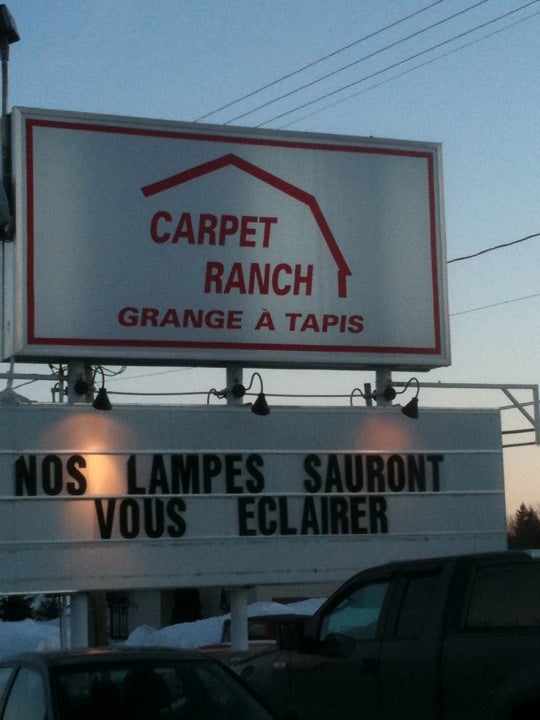 CARPET
RANCH
GRANGE À TAPIS
NOS LAMPES SAURONT
VOUS ECLAIRER